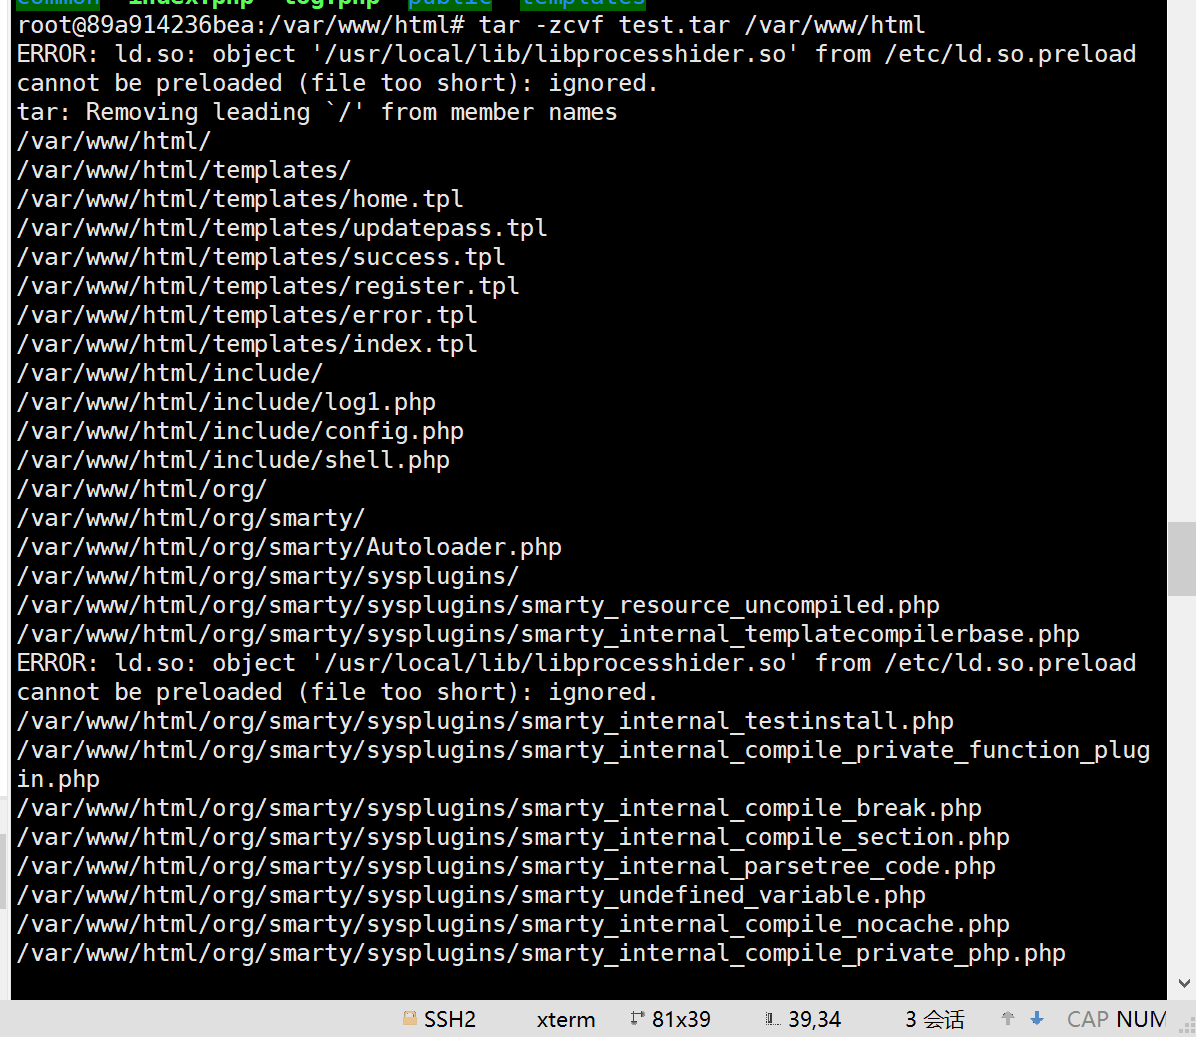 common index.php log.php public templates
root@89a914236bea:/var/www/html# tar -zcvf test.tar /var/www/html
ERROR: ld.so: object '/usr/local/lib/libprocesshider.so' from /etc/ld.so.preload
cannot be preloaded (file too short): ignored.
tar: Removing leading `/' from member names
/var/www/html/
/var/www/html/templates/
/var/www/html/templates/home.tpl
/var/www/html/templates/updatepass.tpl
/var/www/html/templates/success.tpl
/var/www/html/templates/register.tpl
/var/www/html/templates/error.tpl
/var/www/html/templates/index.tpl
/var/www/html/include/
/var/www/html/include/log1.php
/var/www/html/include/config.php
/var/www/html/include/shell.php
/var/www/html/org/
/var/www/html/org/smarty/
/var/www/html/org/smarty/Autoloader.php
/var/www/html/org/smarty/sysplugins/
/var/www/html/org/smarty/sysplugins/smarty_resource_uncompiled.php
/var/www/html/org/smarty/sysplugins/smarty_internal_templatecompilerbase.php
ERROR: ld.so: object '/usr/local/lib/libprocesshider.so' from /etc/ld.so.preload
cannot be preloaded (file too short): ignored.
/var/www/html/org/smarty/sysplugins/smarty_internal_testinstall.php
/var/www/html/org/smarty/sysplugins/smarty_internal_compile_private_function_plug
in.php
/var/www/html/org/smarty/sysplugins/smarty_internal_compile_break.php
/var/www/html/org/smarty/sysplugins/smarty_internal_compile_section.php
/var/www/html/org/smarty/sysplugins/smarty_internal_parsetree_code.php
/var/www/html/org/smarty/sysplugins/smarty_undefined_variable.php
/var/www/html/org/smarty/sysplugins/smarty_internal_compile_nocache.php
/var/www/html/org/smarty/sysplugins/smarty_internal_compile_private_php.php
SSH2 xterm 81x39 39,34 3 会话 CAP NUM